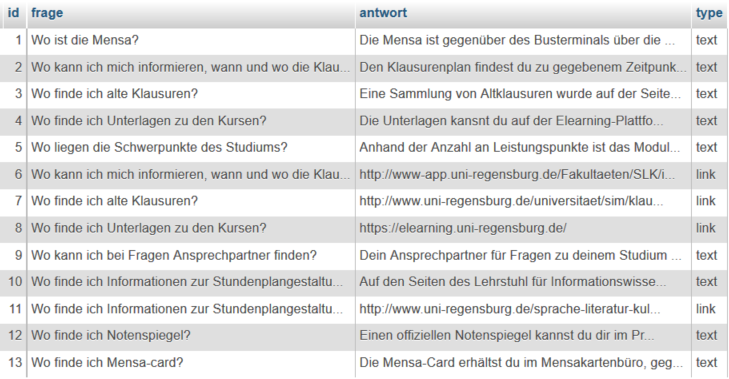 id frage antwort type
1 Wo ist die Mensa? Die Mensa ist gegenüber des Busterminals über die ... text
2 Wo kann ich mich informieren, wann und wo die Klau... Den Klausurenplan findest du zu gegebenem Zeitpunk... text
3 Wo finde ich alte Klausuren? Eine Sammlung von Altklausuren wurde auf der Seite... text
4 Wo finde ich Unterlagen zu den Kursen? Die Unterlagen kansnt du auf der Elearning-Plattfo... text
5 Wo liegen die Schwerpunkte des Studiums? Anhand der Anzahl an Leistungspunkte ist das Modul... text
6 Wo kann ich mich informieren, wann und wo die Klau... http://www-app.uni-regensburg.de/Fakultaeten/SLK/i... link
7 Wo finde ich alte Klausuren? http://www.uni-regensburg.de/universitaet/sim/klau... link
8 Wo finde ich Unterlagen zu den Kursen? https://elearning.uni-regensburg.de/ link
9 Wo kann ich bei Fragen Ansprechpartner finden? Dein Ansprechpartner für Fragen zu deinem Studium ... text
10 Wo finde ich Informationen zur Stundenplangestaltu... Auf den Seiten des Lehrstuhl für Informationswisse... text
11 Wo finde ich Informationen zur Stundenplangestaltu... http://www.uni-regensburg.de/sprache-literatur-kul... link
12 Wo finde ich Notenspiegel? Einen offiziellen Notenspiegel kannst du dir im Pr... text
13 Wo finde ich Mensa-card? Die Mensa-Card erhältst du im Mensakartenbüro, geg... text